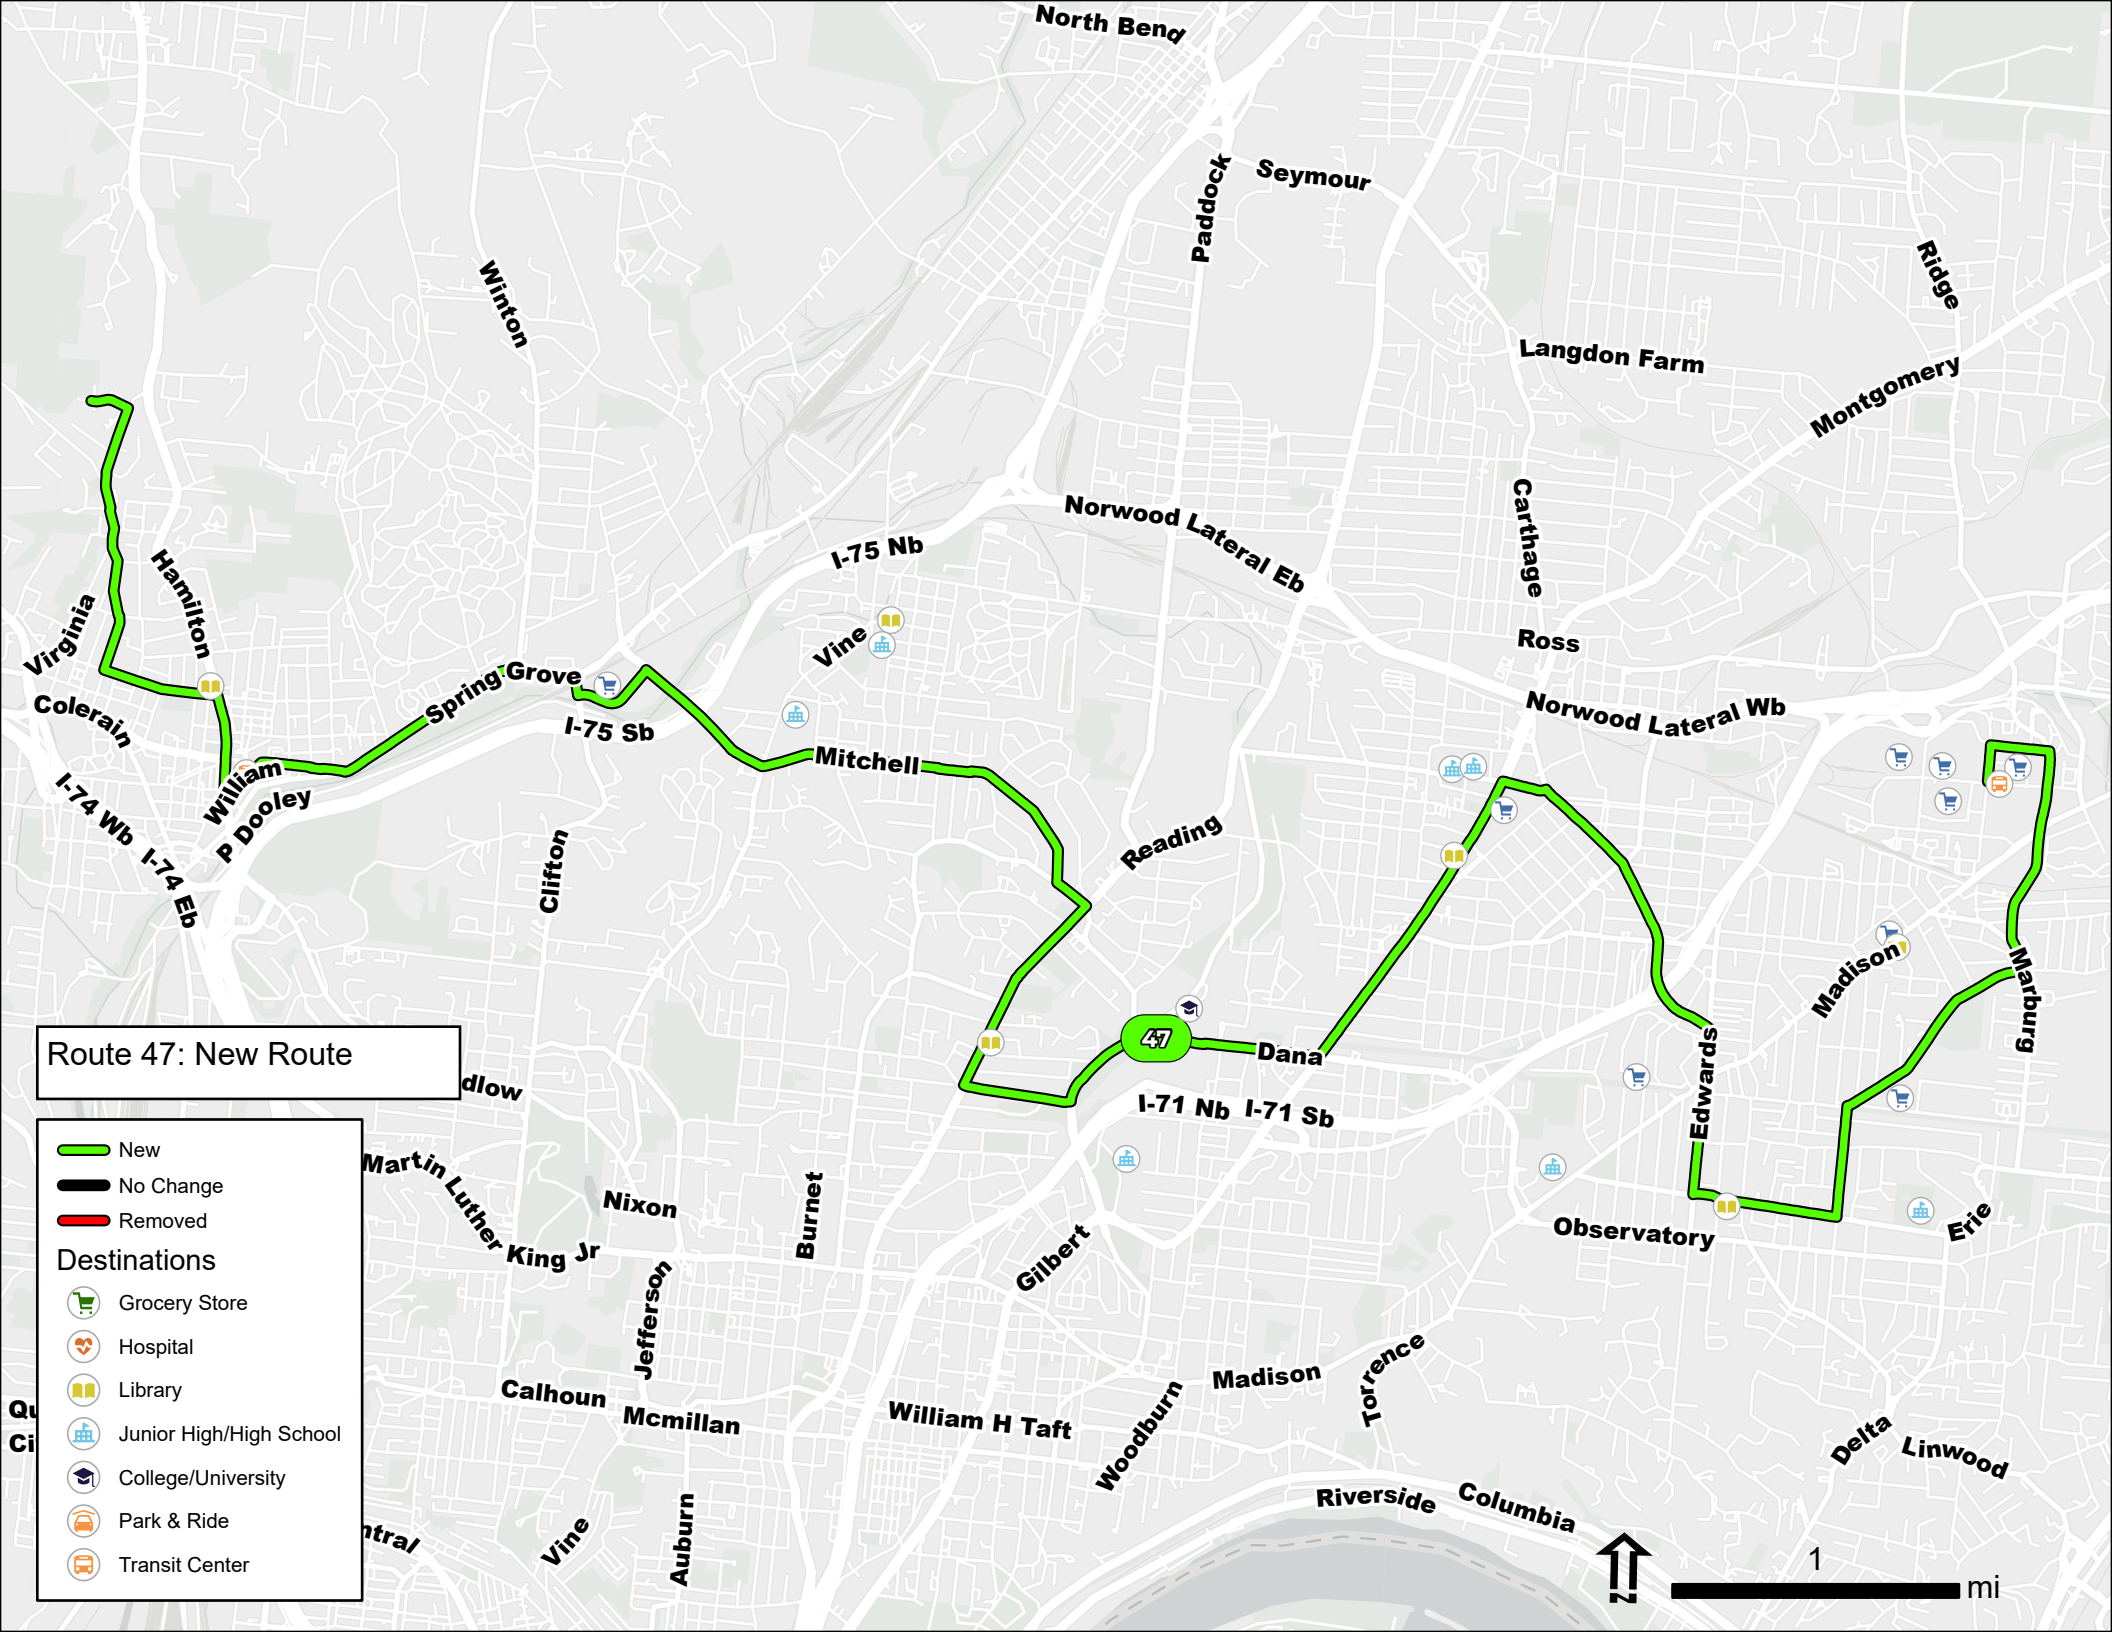 North Bend
Seymour
Paddock
Ridge
Winton
Langdon Farm
Montgomery
Carthage
Norwood Lateral Eb
I-75 Nb
Hamilton
Virginia
Vine
Ross
Spring Grove
Colerain
I-75 Sb
Norwood Lateral Wb
Mitchell
William
P Dooley
I-74 Wb
I-74 Eb
Clifton
Reading
Madison
Marburg
47
Dana
Edwards
I-71 Nb
I-71 Sb
Route 47: New Route
dlow
Martin Luther King Jr
Nixon
Burnet
Gilbert
Observatory
Erie
Jefferson
Calhoun
Mcmillan
William H Taft
Woodburn
Madison
Torrence
Delta
Linwood
Riverside
Columbia
Vine
Auburn
ntral
Qu
Ci
New
No Change
Removed
Destinations
Grocery Store
Hospital
Library
Junior High/High School
College/University
Park & Ride
Transit Center
N
1
mi